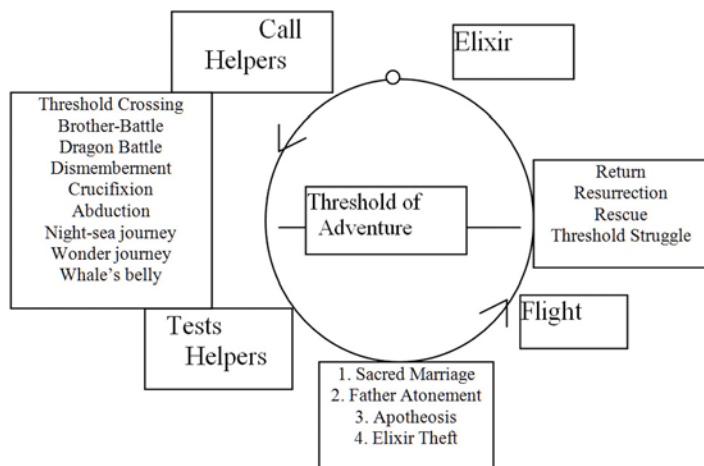 Call
Helpers
Elixir
Threshold Crossing
Brother-Battle
Dragon Battle
Dismemberment
Crucifixion
Abduction
Night-sea journey
Wonder journey
Whale's belly
Threshold of
Adventure
Return
Resurrection
Rescue
Threshold Struggle
Tests
Helpers
Flight
1. Sacred Marriage
2. Father Atonement
3. Apotheosis
4. Elixir Theft